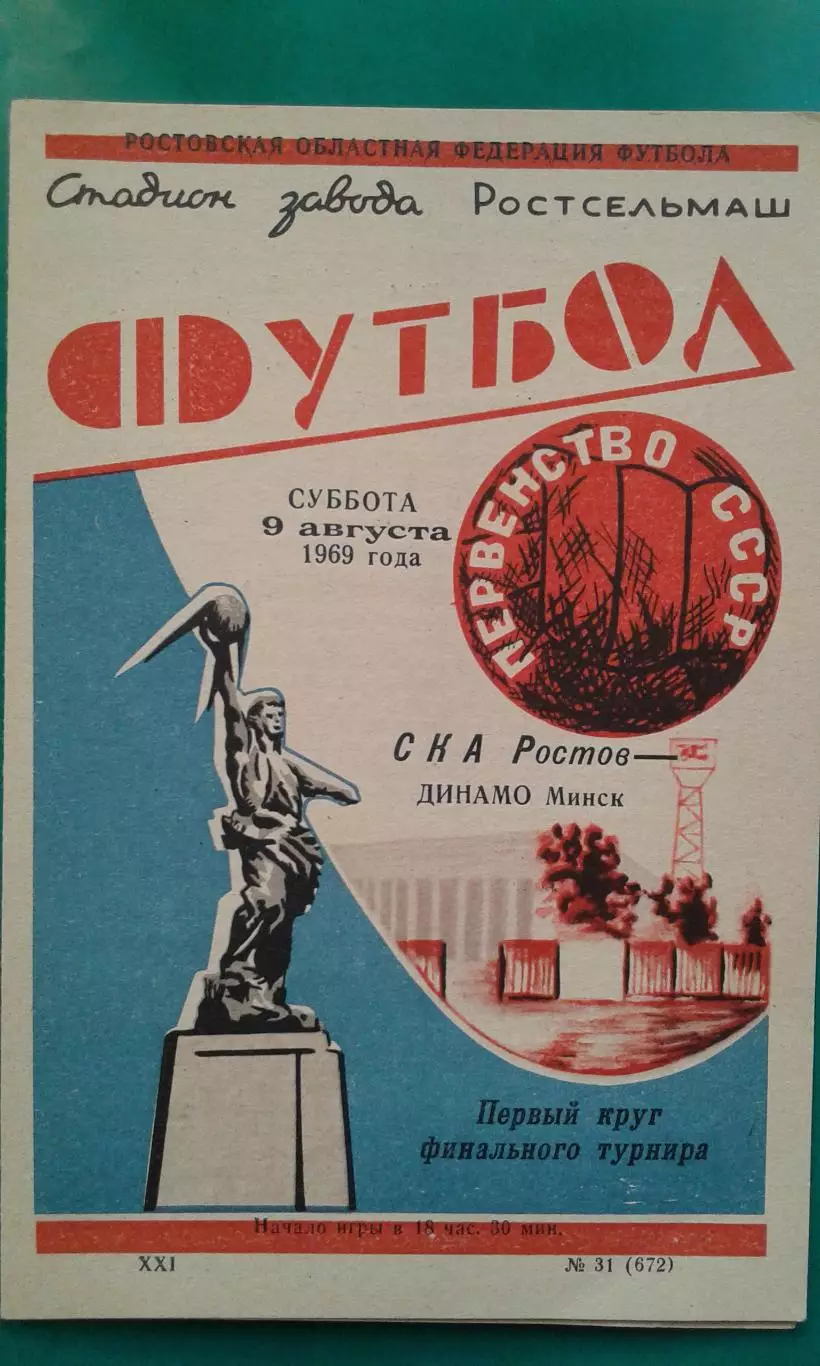 РОСТОВСКАЯ ОБЛАСТНАЯ ФЕДЕРАЦИЯ ФУТБОЛА
Стадион завода РОСТСЕЛЬМАШ
ФУТБОЛ
ПЕРВЕНСТВО СССР
СУББОТА
9 августа
1969 года
СКА Ростов—
ДИНАМО Минск
Первый круг
финального турнира
Начало игры в 18 час. 30 мин.
XXI
№ 31 (672)